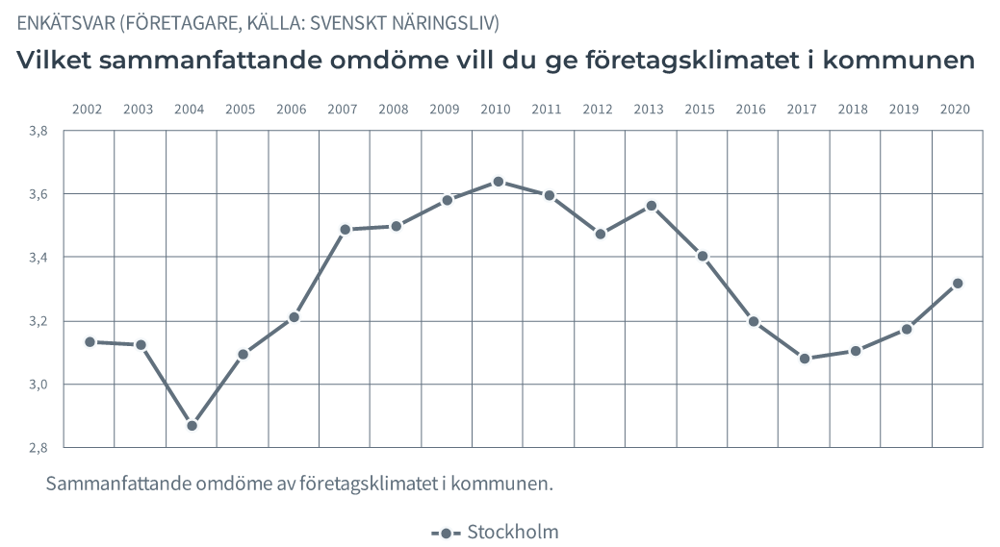 ENKÄTSVAR (FÖRETAGARE, KÄLLA: SVENSKT NÄRINGSLIV)
Vilket sammanfattande omdöme vill du ge företagsklimatet i kommunen
2002 2003 2004 2005 2006 2007 2008 2009 2010 2011 2012 2013 2015 2016 2017 2018 2019 2020
3,8
3,6
3,4
3,2
3,0
2,8
Sammanfattande omdöme av företagsklimatet i kommunen.
Stockholm